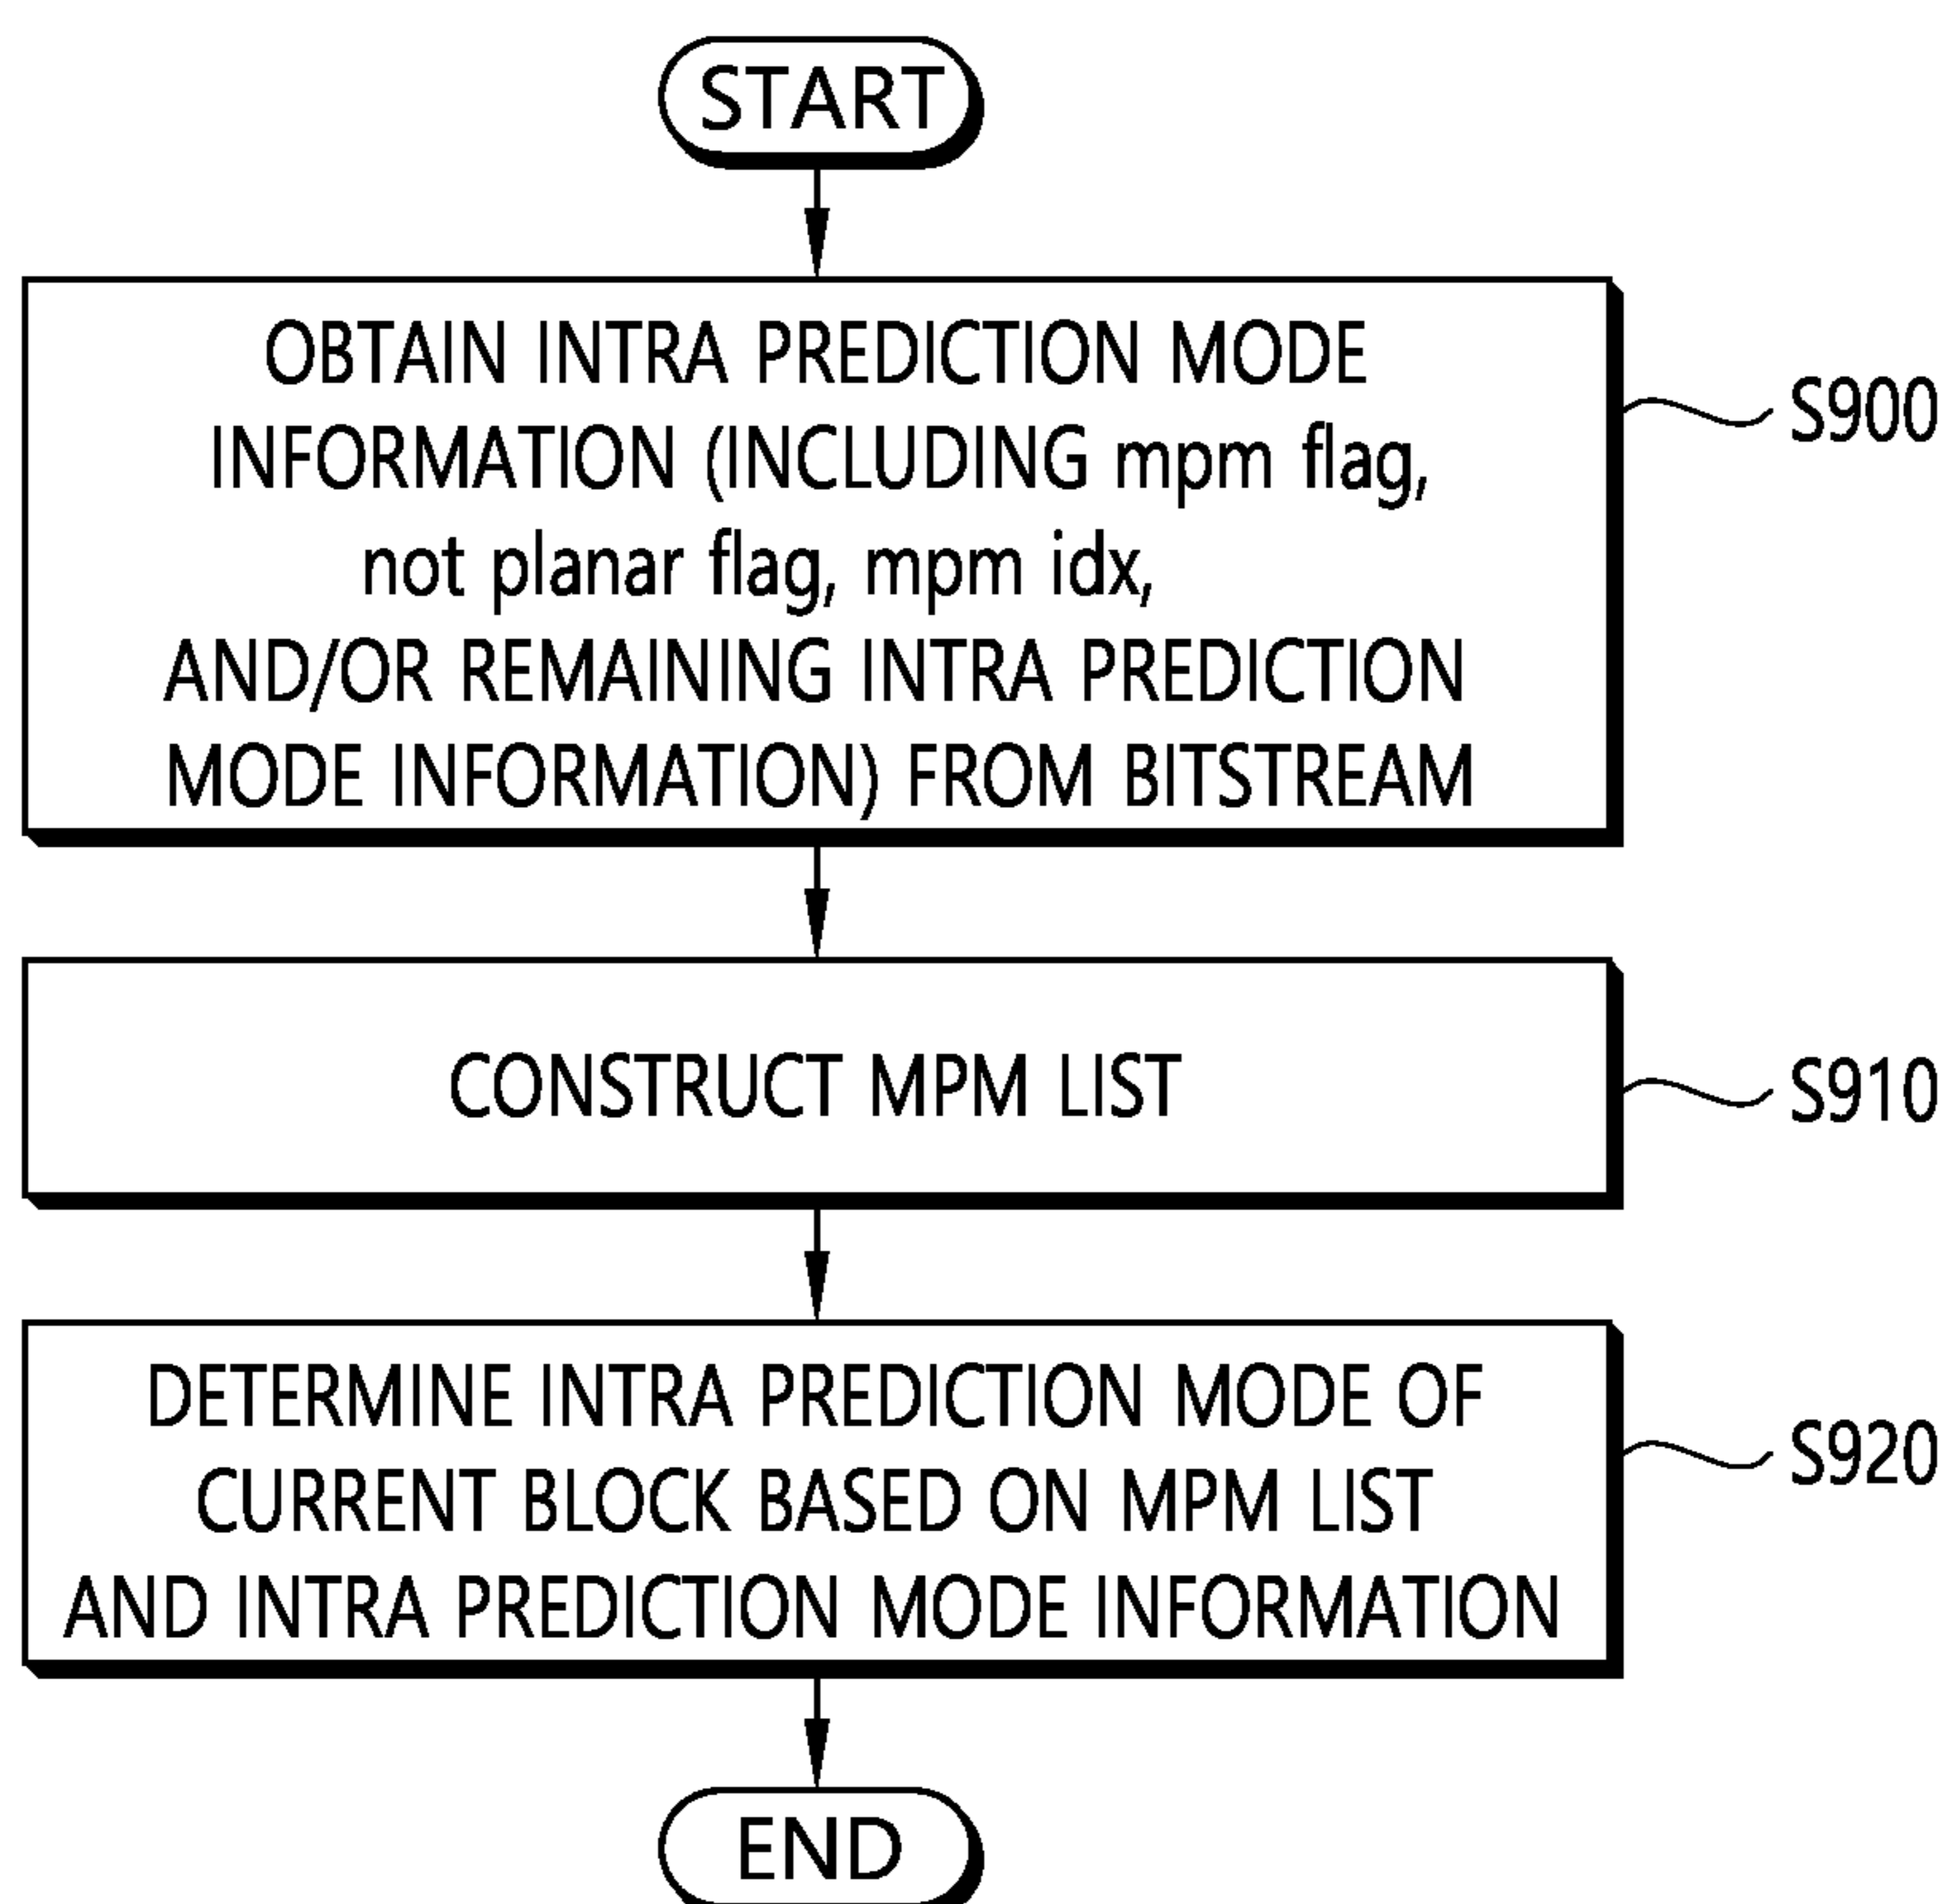 START
OBTAIN INTRA PREDICTION MODE
INFORMATION (INCLUDING mpm flag,
not planar flag, mpm idx,
AND/OR REMAINING INTRA PREDICTION
MODE INFORMATION) FROM BITSTREAM
S900
CONSTRUCT MPM LIST
S910
DETERMINE INTRA PREDICTION MODE OF
CURRENT BLOCK BASED ON MPM LIST
AND INTRA PREDICTION MODE INFORMATION
S920
END